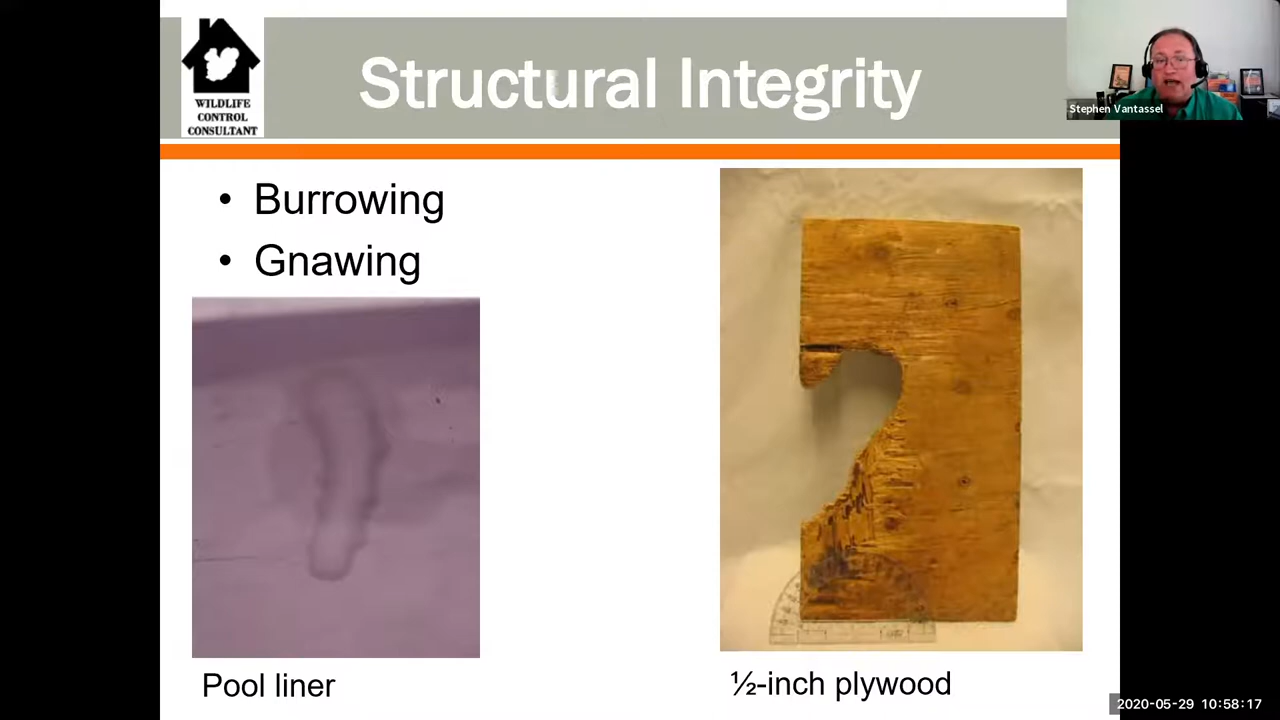 Structural Integrity
WILDLIFE
CONTROL
CONSULTANT
Stephen Vantassel
• Burrowing
• Gnawing
Pool liner
½-inch plywood
2020-05-29 10:58:17